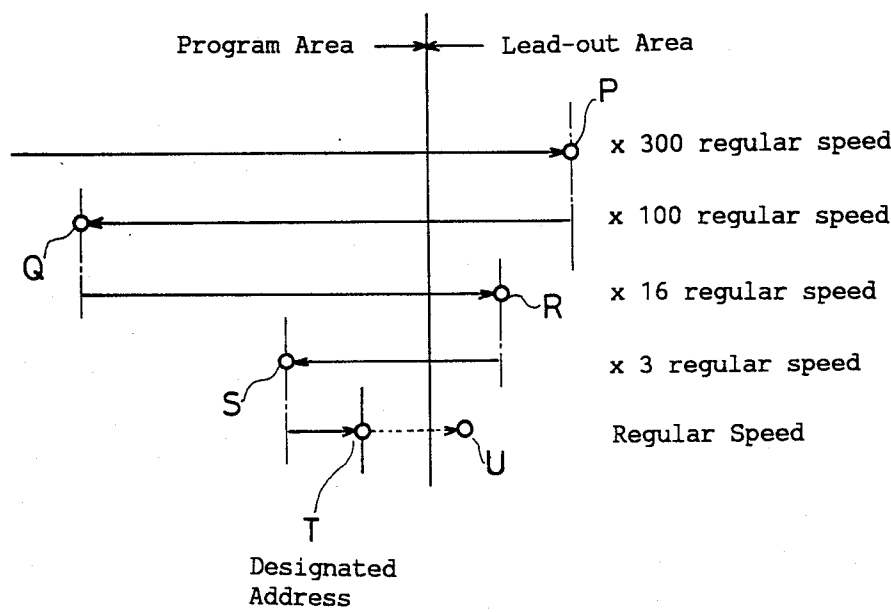 Program Area
Lead-out Area
P
x 300 regular speed
x 100 regular speed
Q
x 16 regular speed
R
x 3 regular speed
S
Regular Speed
U
T
Designated
Address